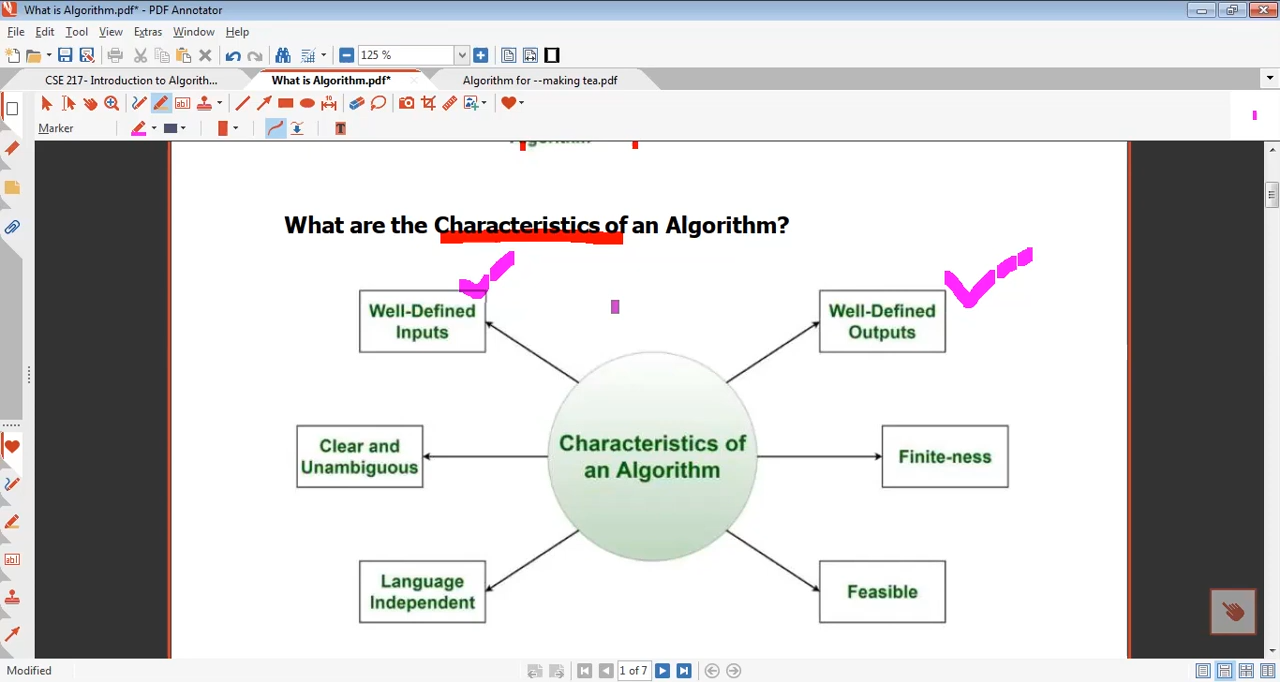 What is Algorithm.pdf* - PDF Annotator
File Edit Tool View Extras Window Help
125 %
CSE 217- Introduction to Algorith... What is Algorithm.pdf* Algorithm for --making tea.pdf
Marker
What are the Characteristics of an Algorithm?
Well-Defined
Inputs
Well-Defined
Outputs
Clear and
Unambiguous
Characteristics of
an Algorithm
Finite-ness
Language
Independent
Feasible
Modified
1 of 7